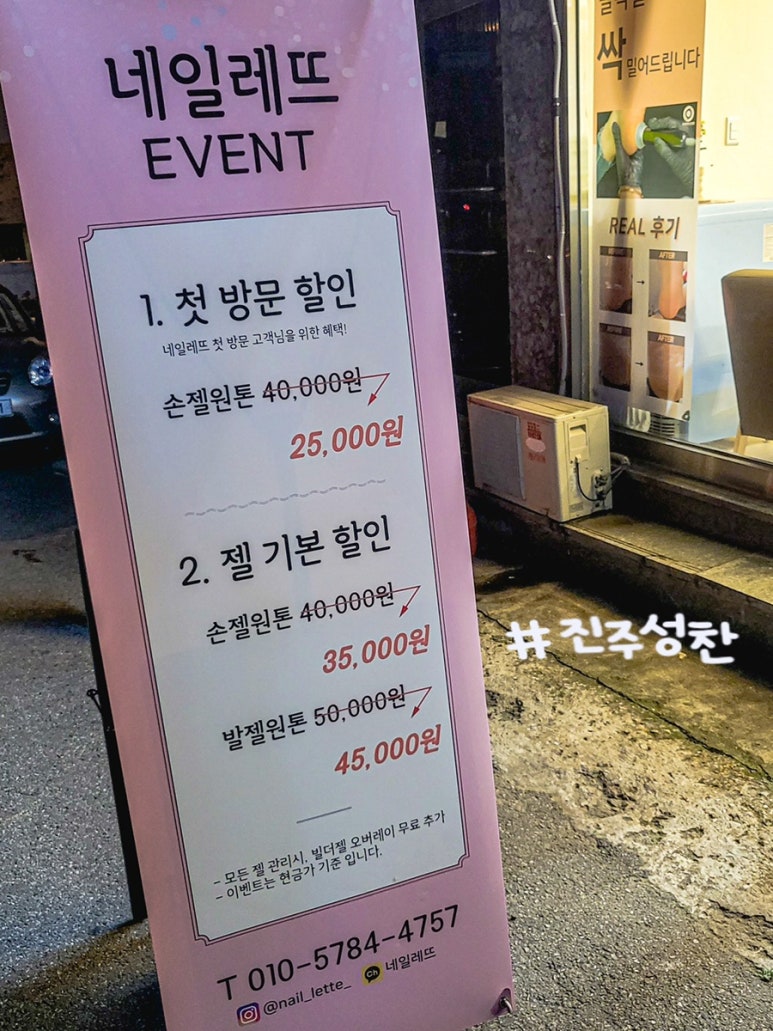 네일레뜨
EVENT
1. 첫 방문 할인
네일레뜨 첫 방문 고객님을 위한 혜택!
손젤원톤 40,000원
25,000원
2. 젤 기본 할인
손젤원톤 40,000원
35,000원
발젤원톤 50,000원
45,000원
- 모든 젤 관리시, 빌더젤 오버레이 무료 추가
- 이벤트는 현금가 기준 입니다.
T 010-5784-4757
@nail_lette_ Ch 네일레뜨
싹 밀어드립니다
REAL 후기
AFTER
AFTER
#진주성찬